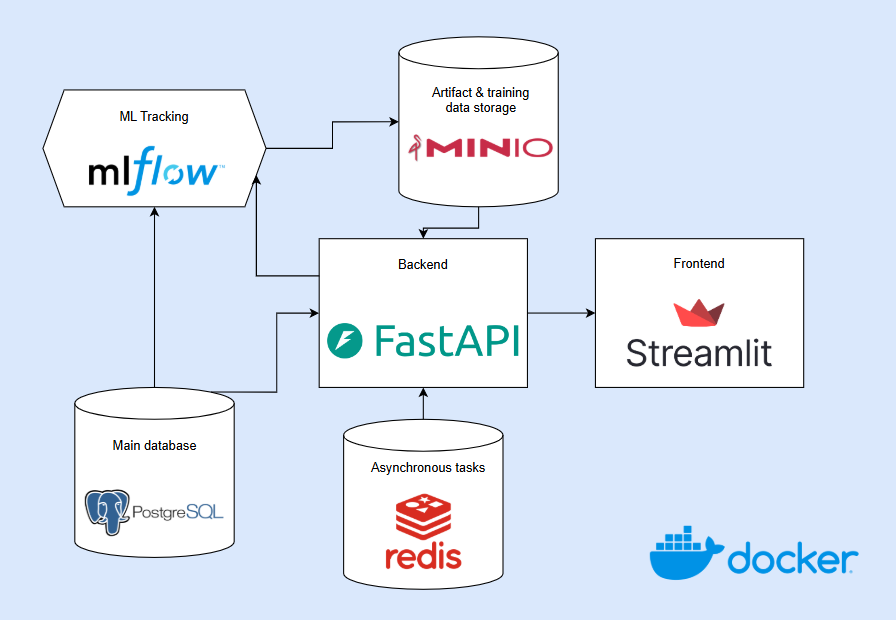 ML Tracking
mlflow™
Artifact & training
data storage
MINIO
Backend
FastAPI
Frontend
Streamlit
Main database
PostgreSQL
Asynchronous tasks
redis
docker